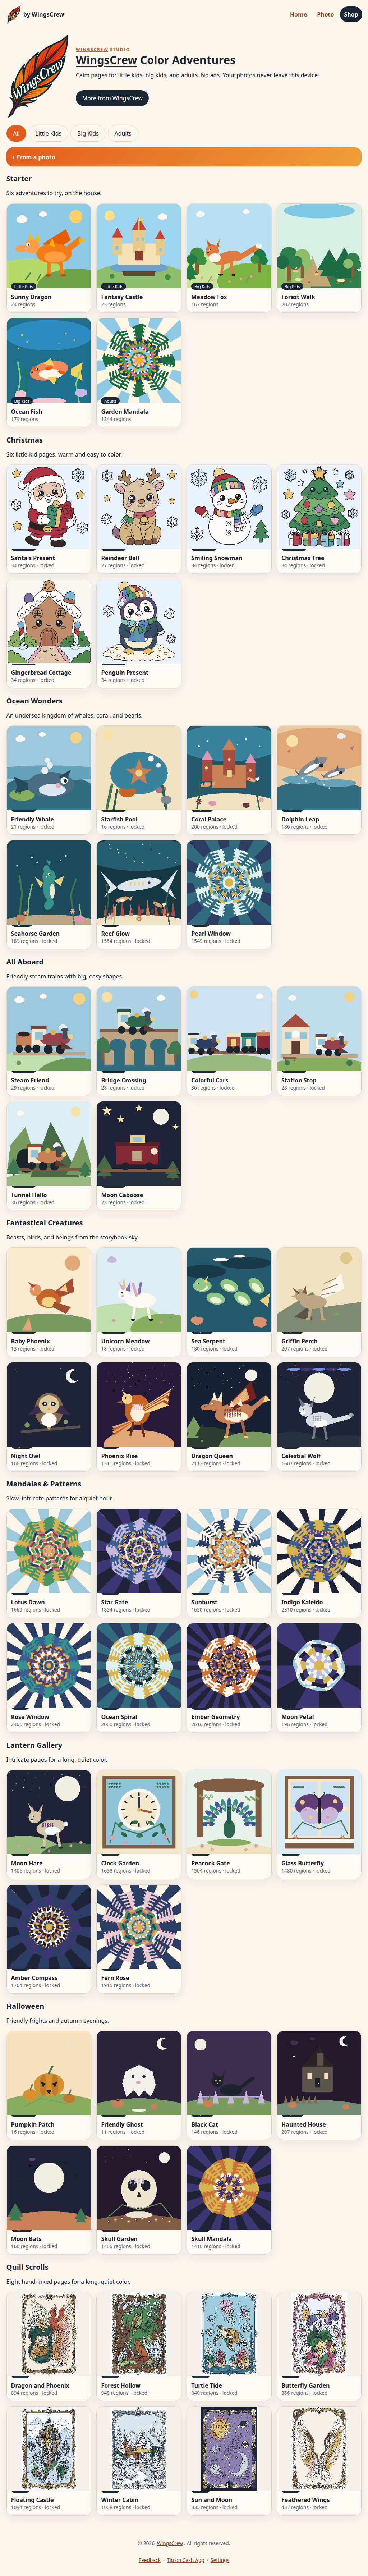 by WingsCrew
Home Photo Shop
WingsCrew
WINGSCREW STUDIO
WingsCrew Color Adventures
Calm pages for little kids, big kids, and adults. No ads. Your photos never leave this device.
More from WingsCrew
All Little Kids Big Kids Adults
+ From a photo
Starter
Six adventures to try, on the house.
Little Kids
Sunny Dragon
24 regions
Little Kids
Fantasy Castle
23 regions
Big Kids
Meadow Fox
167 regions
Big Kids
Forest Walk
202 regions
Big Kids
Ocean Fish
179 regions
Adults
Garden Mandala
1244 regions
Christmas
Six little-kid pages, warm and easy to color.
Santa's Present
34 regions · locked
Reindeer Bell
27 regions · locked
Smiling Snowman
34 regions · locked
Christmas Tree
34 regions · locked
Gingerbread Cottage
34 regions · locked
Penguin Present
34 regions · locked
Ocean Wonders
An undersea kingdom of whales, coral, and pearls.
Friendly Whale
21 regions · locked
Starfish Pool
16 regions · locked
Coral Palace
200 regions · locked
Dolphin Leap
186 regions · locked
Seahorse Garden
189 regions · locked
Reef Glow
1554 regions · locked
Pearl Window
1549 regions · locked
All Aboard
Friendly steam trains with big, easy shapes.
Steam Friend
29 regions · locked
Bridge Crossing
28 regions · locked
Colorful Cars
36 regions · locked
Station Stop
28 regions · locked
Tunnel Hello
36 regions · locked
Moon Caboose
23 regions · locked
Fantastical Creatures
Beasts, birds, and beings from the storybook sky.
Baby Phoenix
13 regions · locked
Unicorn Meadow
18 regions · locked
Sea Serpent
180 regions · locked
Griffin Perch
207 regions · locked
Night Owl
166 regions · locked
Phoenix Rise
1311 regions · locked
Dragon Queen
2113 regions · locked
Celestial Wolf
1607 regions · locked
Mandalas & Patterns
Slow, intricate patterns for a quiet hour.
Lotus Dawn
1669 regions · locked
Star Gate
1854 regions · locked
Sunburst
1650 regions · locked
Indigo Kaleido
2310 regions · locked
Rose Window
2466 regions · locked
Ocean Spiral
2060 regions · locked
Ember Geometry
2616 regions · locked
Moon Petal
196 regions · locked
Lantern Gallery
Intricate pages for a long, quiet color.
Moon Hare
1406 regions · locked
Clock Garden
1658 regions · locked
Peacock Gate
1504 regions · locked
Glass Butterfly
1480 regions · locked
Amber Compass
1704 regions · locked
Fern Rose
1915 regions · locked
Halloween
Friendly frights and autumn evenings.
Pumpkin Patch
16 regions · locked
Friendly Ghost
11 regions · locked
Black Cat
146 regions · locked
Haunted House
207 regions · locked
Moon Bats
160 regions · locked
Skull Garden
1406 regions · locked
Skull Mandala
1410 regions · locked
Quill Scrolls
Eight hand-inked pages for a long, quiet color.
Dragon and Phoenix
894 regions · locked
Forest Hollow
948 regions · locked
Turtle Tide
840 regions · locked
Butterfly Garden
866 regions · locked
Floating Castle
1094 regions · locked
Winter Cabin
1008 regions · locked
Sun and Moon
335 regions · locked
Feathered Wings
437 regions · locked
© 2026 WingsCrew. All rights reserved.
Feedback · Tip on Cash App · Settings